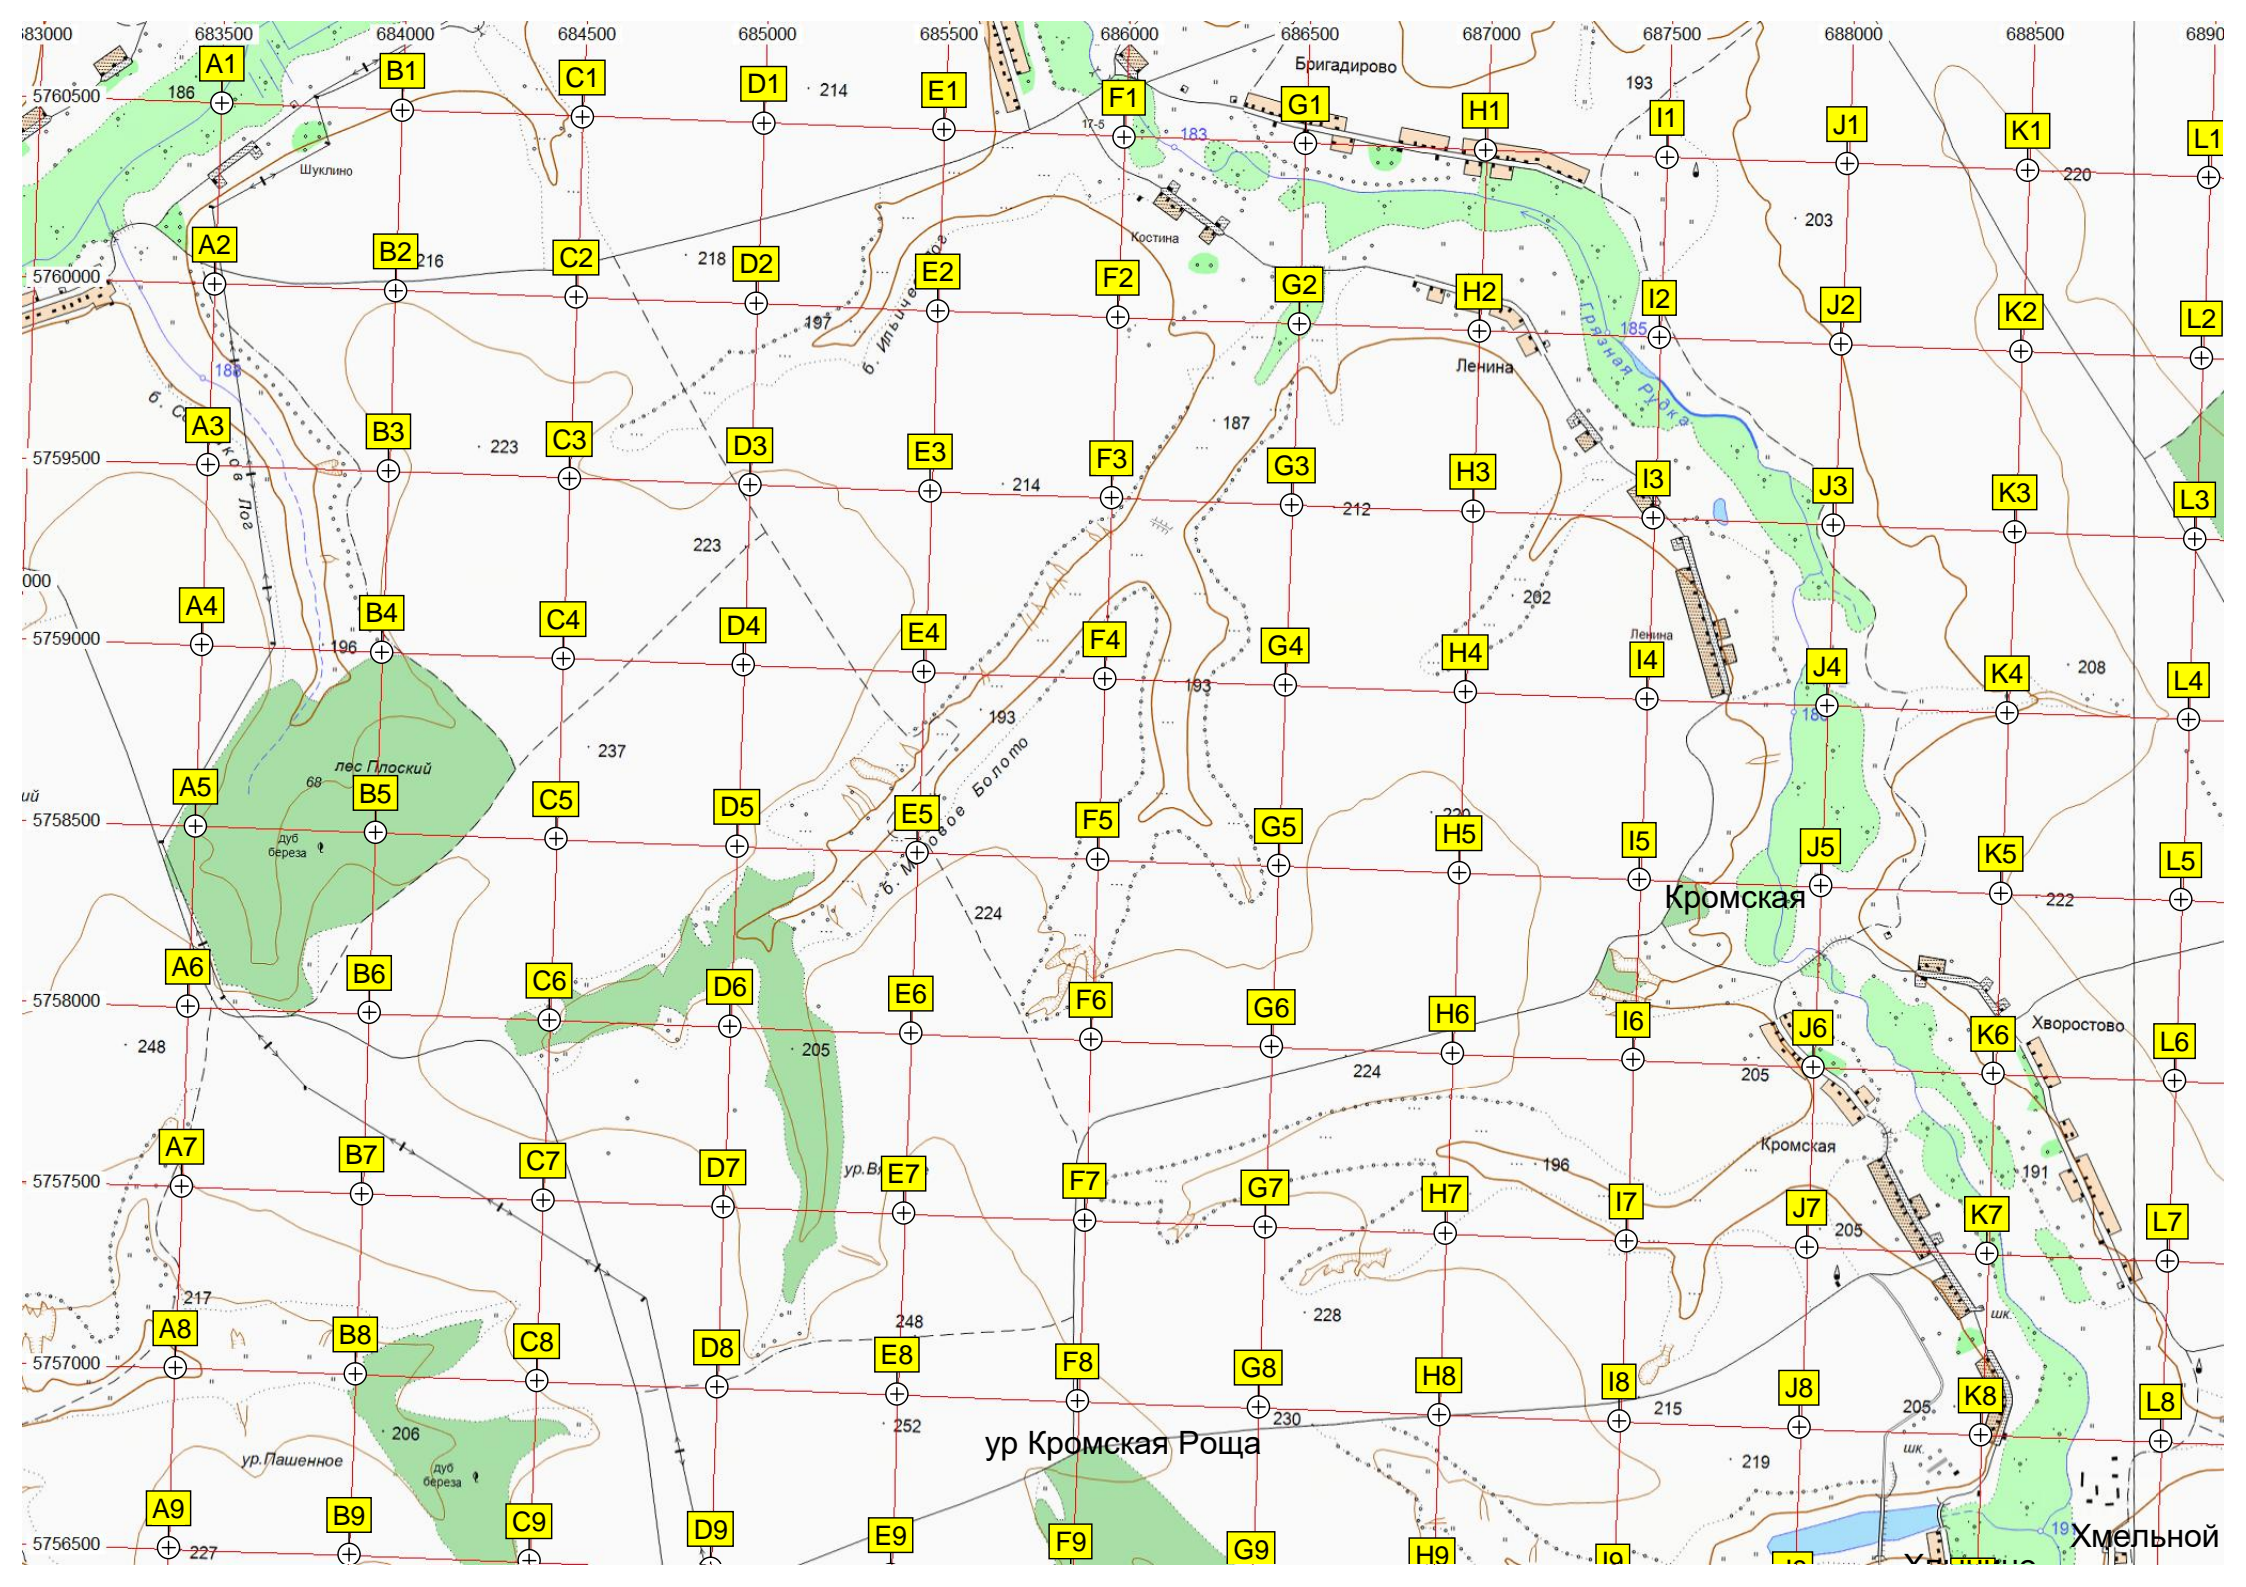 683000 683500 684000 684500 685000 685500 686000 686500 687000 687500 688000 688500
Бригадирово
A1 B1 C1 D1 E1 F1 G1 H1 I1 J1 K1 L1
5760500
186 214 17-5 183 193 220
Шуклино
203
Костина
A2 B2 C2 D2 E2 F2 G2 H2 I2 J2 K2 L2
5760000
216 218 197 185
б. Ильичев Лог
Грязная Рудка
Ленина
188
187
A3 B3 C3 D3 E3 F3 G3 H3 I3 J3 K3 L3
5759500
223 214 212
Лог
223
202
A4 B4 C4 D4 E4 F4 G4 H4 I4 J4 K4 L4
5759000
196 193 208
Ленина
193
237
лес Плоский
68
дуб
береза
б. Моховое Болото
A5 B5 C5 D5 E5 F5 G5 H5 I5 J5 K5 L5
5758500
220
Кромская
224 222
A6 B6 C6 D6 E6 F6 G6 H6 I6 J6 K6 L6
5758000
Хворостово
248 205 224 205
Кромская
A7 B7 C7 D7 E7 F7 G7 H7 I7 J7 K7 L7
5757500
196 191
205
217 248 228
шк.
A8 B8 C8 D8 E8 F8 G8 H8 I8 J8 K8 L8
5757000
206 252 230 215 205
ур Кромская Роща
ур.Пашенное
дуб
береза
219
шк.
A9 B9 C9 D9 E9 F9 G9 H9 I9
5756500
227
191
Хмельной